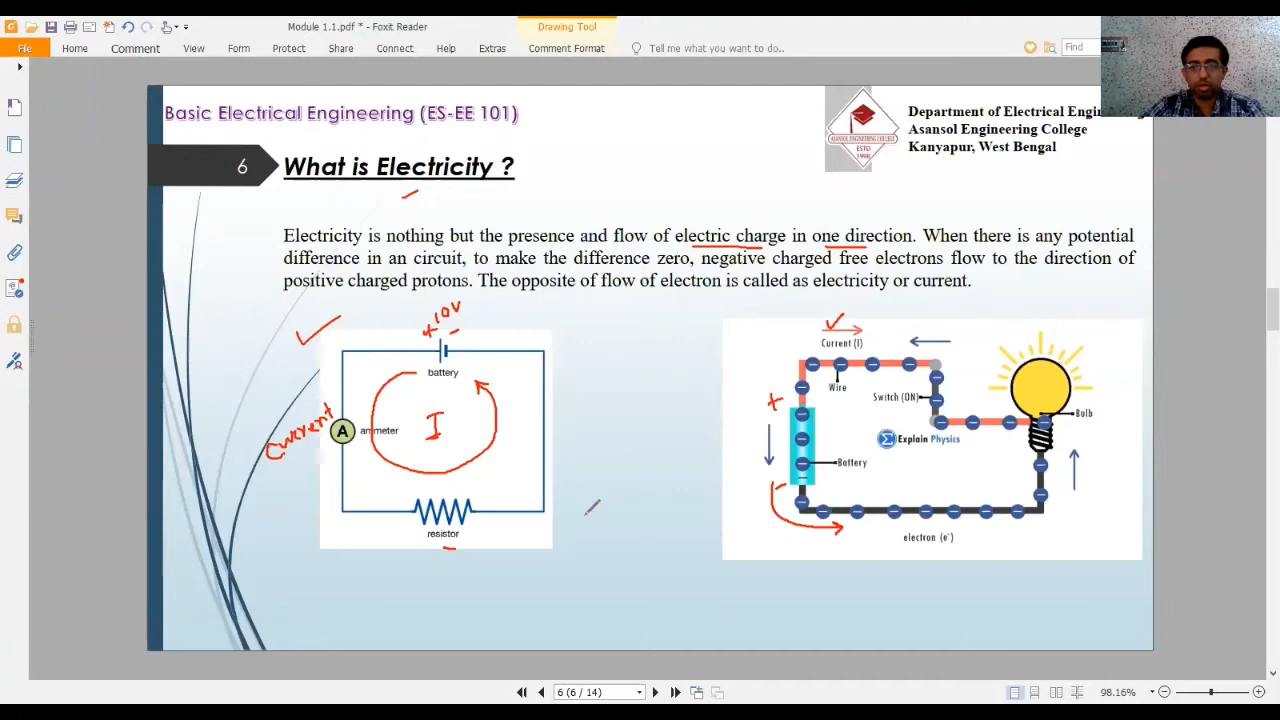 Module 1.1.pdf * - Foxit Reader
Drawing Tool
File
Home
Comment
View
Form
Protect
Share
Connect
Help
Extras
Comment Format
Tell me what you want to do..
Find
Basic Electrical Engineering (ES-EE 101)
Department of Electrical Engi
Asansol Engineering College
Kanyapur, West Bengal
ASANSOL ENGINEERING COLLEGE
ESTD
1998
6
What is Electricity ?
Electricity is nothing but the presence and flow of electric charge in one direction. When there is any potential
difference in an circuit, to make the difference zero, negative charged free electrons flow to the direction of
positive charged protons. The opposite of flow of electron is called as electricity or current.
+ 10V -
battery
Current
A
ammeter
I
resistor
Current (I)
Wire
Switch (ON)
Bulb
+
Explain Physics
Battery
-
electron (e⁻)
6 (6 / 14)
98.16%